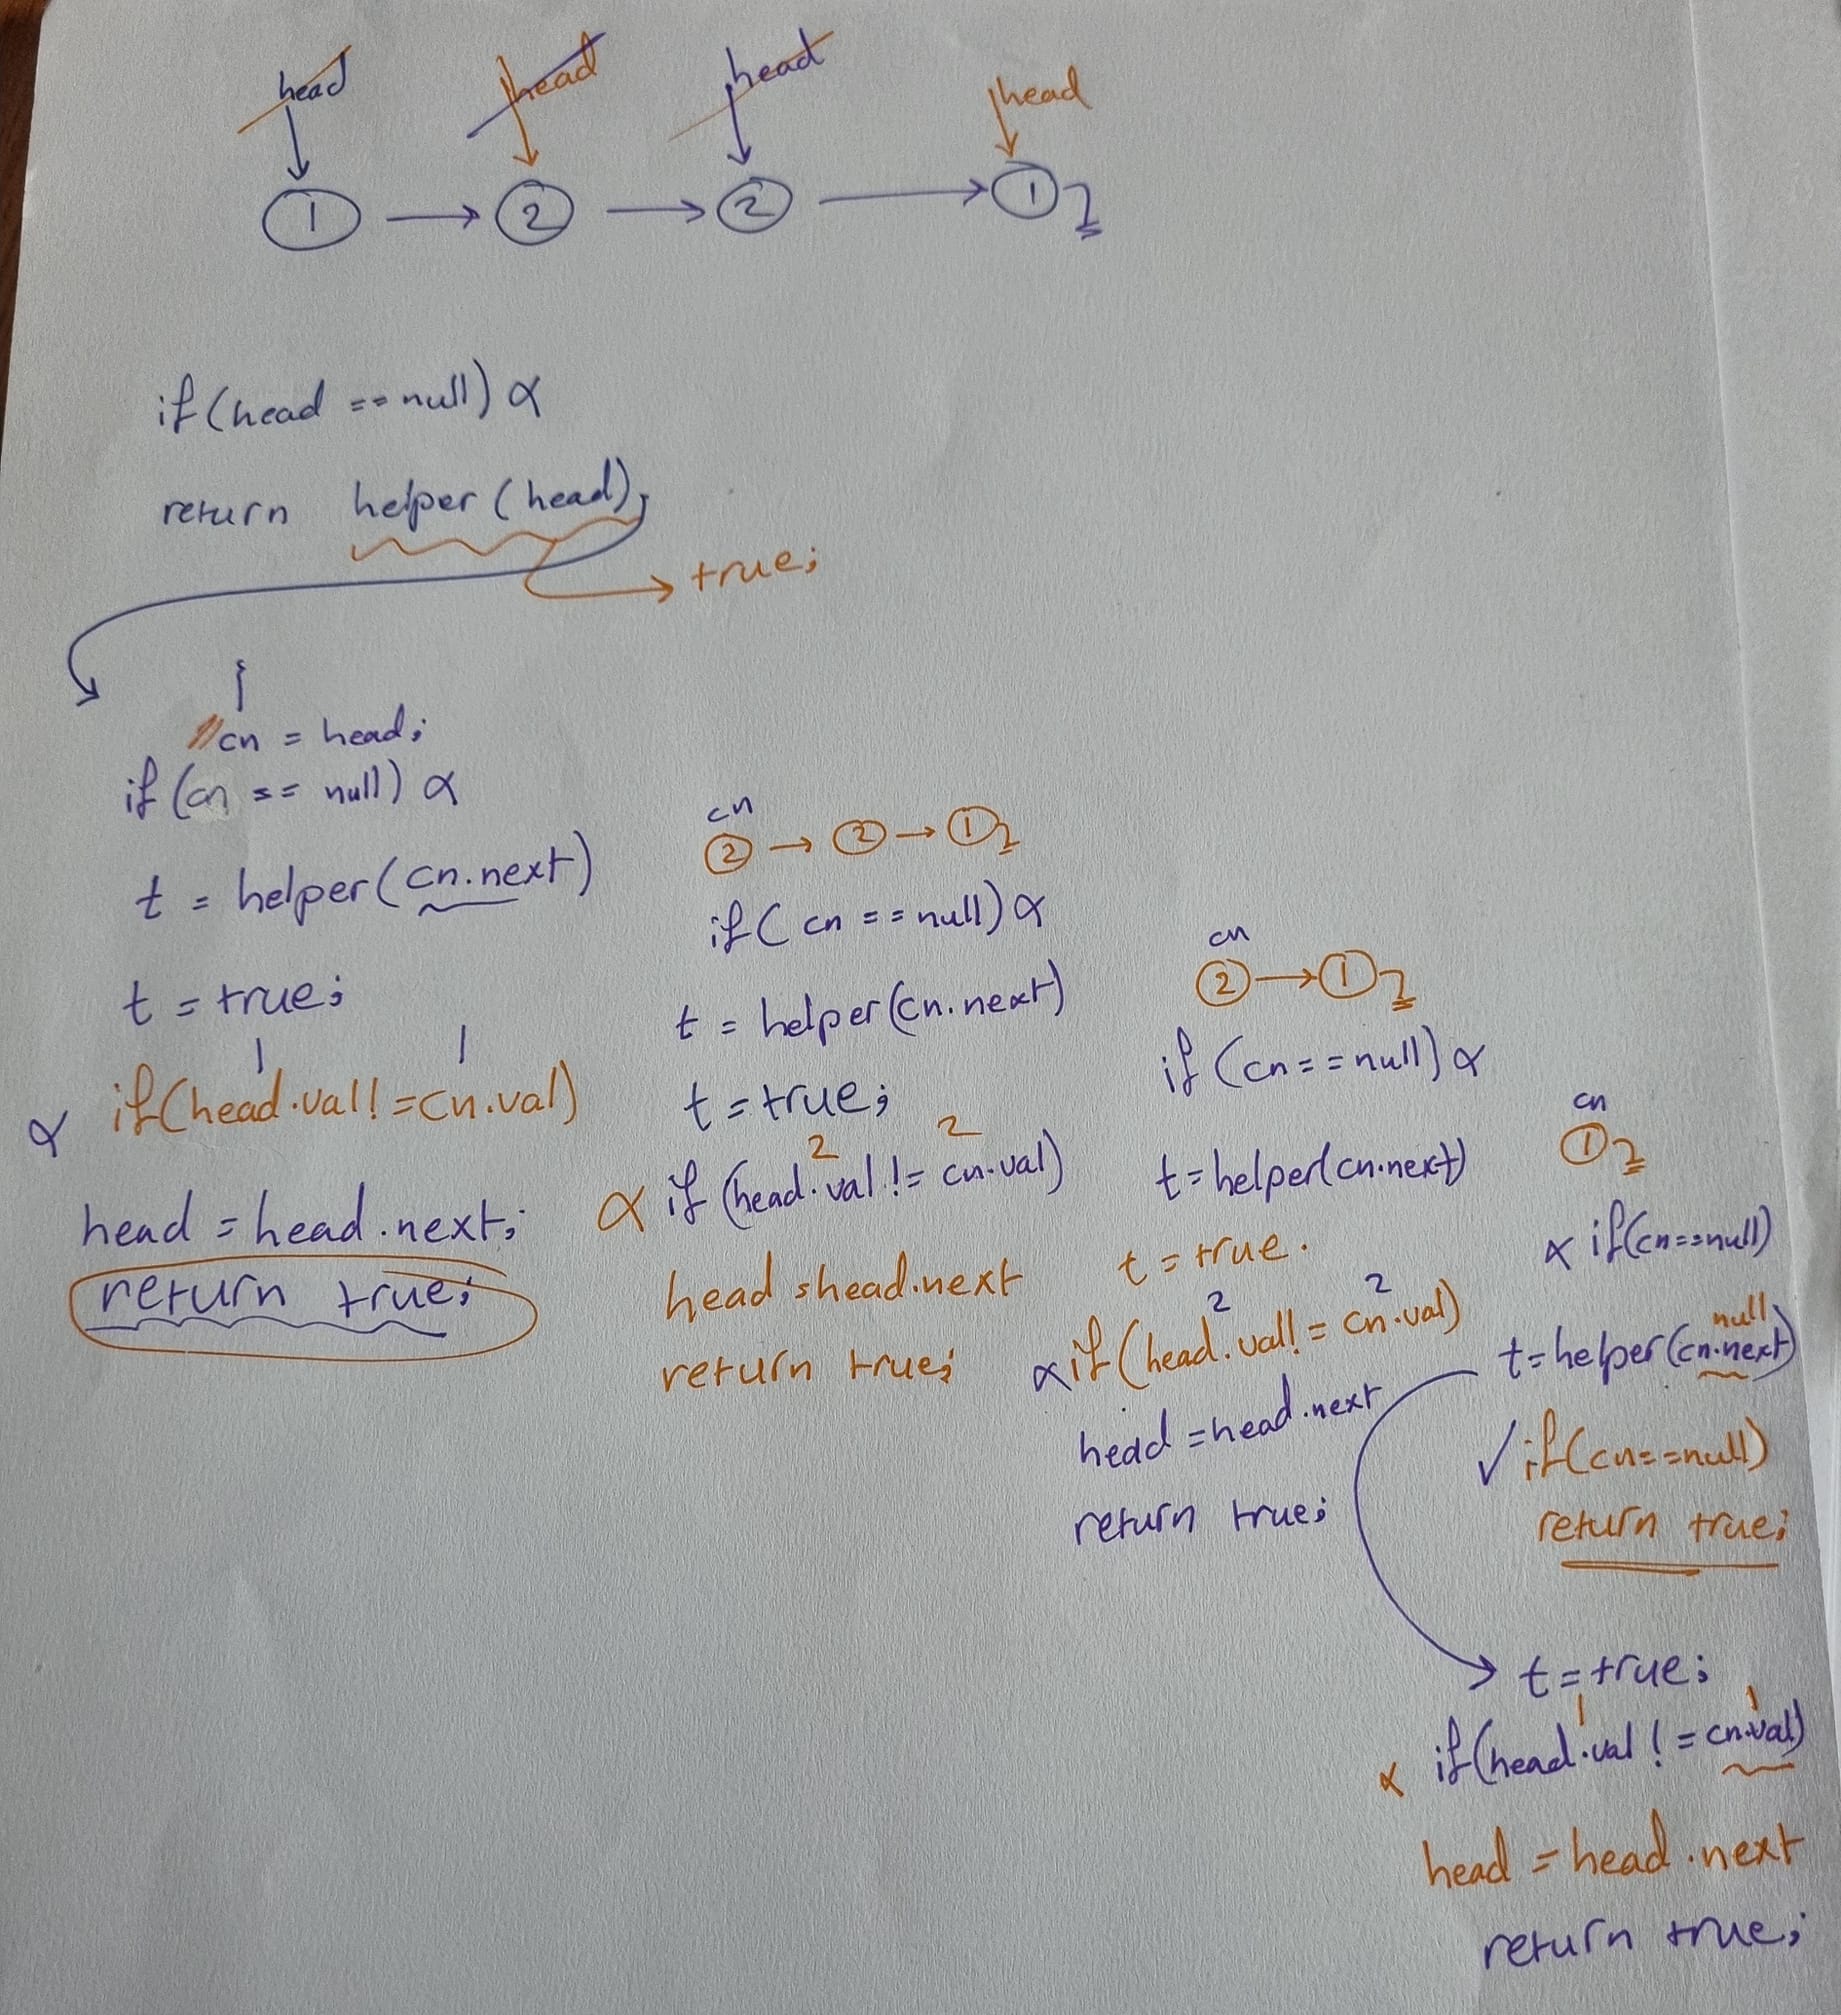 head head head head
1 → 2 → 2 → 1
if (head == null) α
return helper (head);
true;
//cn = head;
if (cn == null) α
t = helper (cn.next)
t = true;
1 1
α if (head.val != cn.val)
head = head.next;
return true;
cn
2 → 2 → 1
if ( cn == null) α
t = helper (cn.next)
t = true;
2 2
α if (head.val != cn.val)
head = head.next
return true;
cn
2 → 1
if (cn == null) α
t = helper(cn.next)
t = true.
2 2
α if (head.val != cn.val)
head = head.next
return true;
cn
1
α if (cn == null)
null
t = helper (cn.next)
✓ if (cn == null)
return true;
t = true;
1 1
α if (head.val != cn.val)
head = head.next
return true;